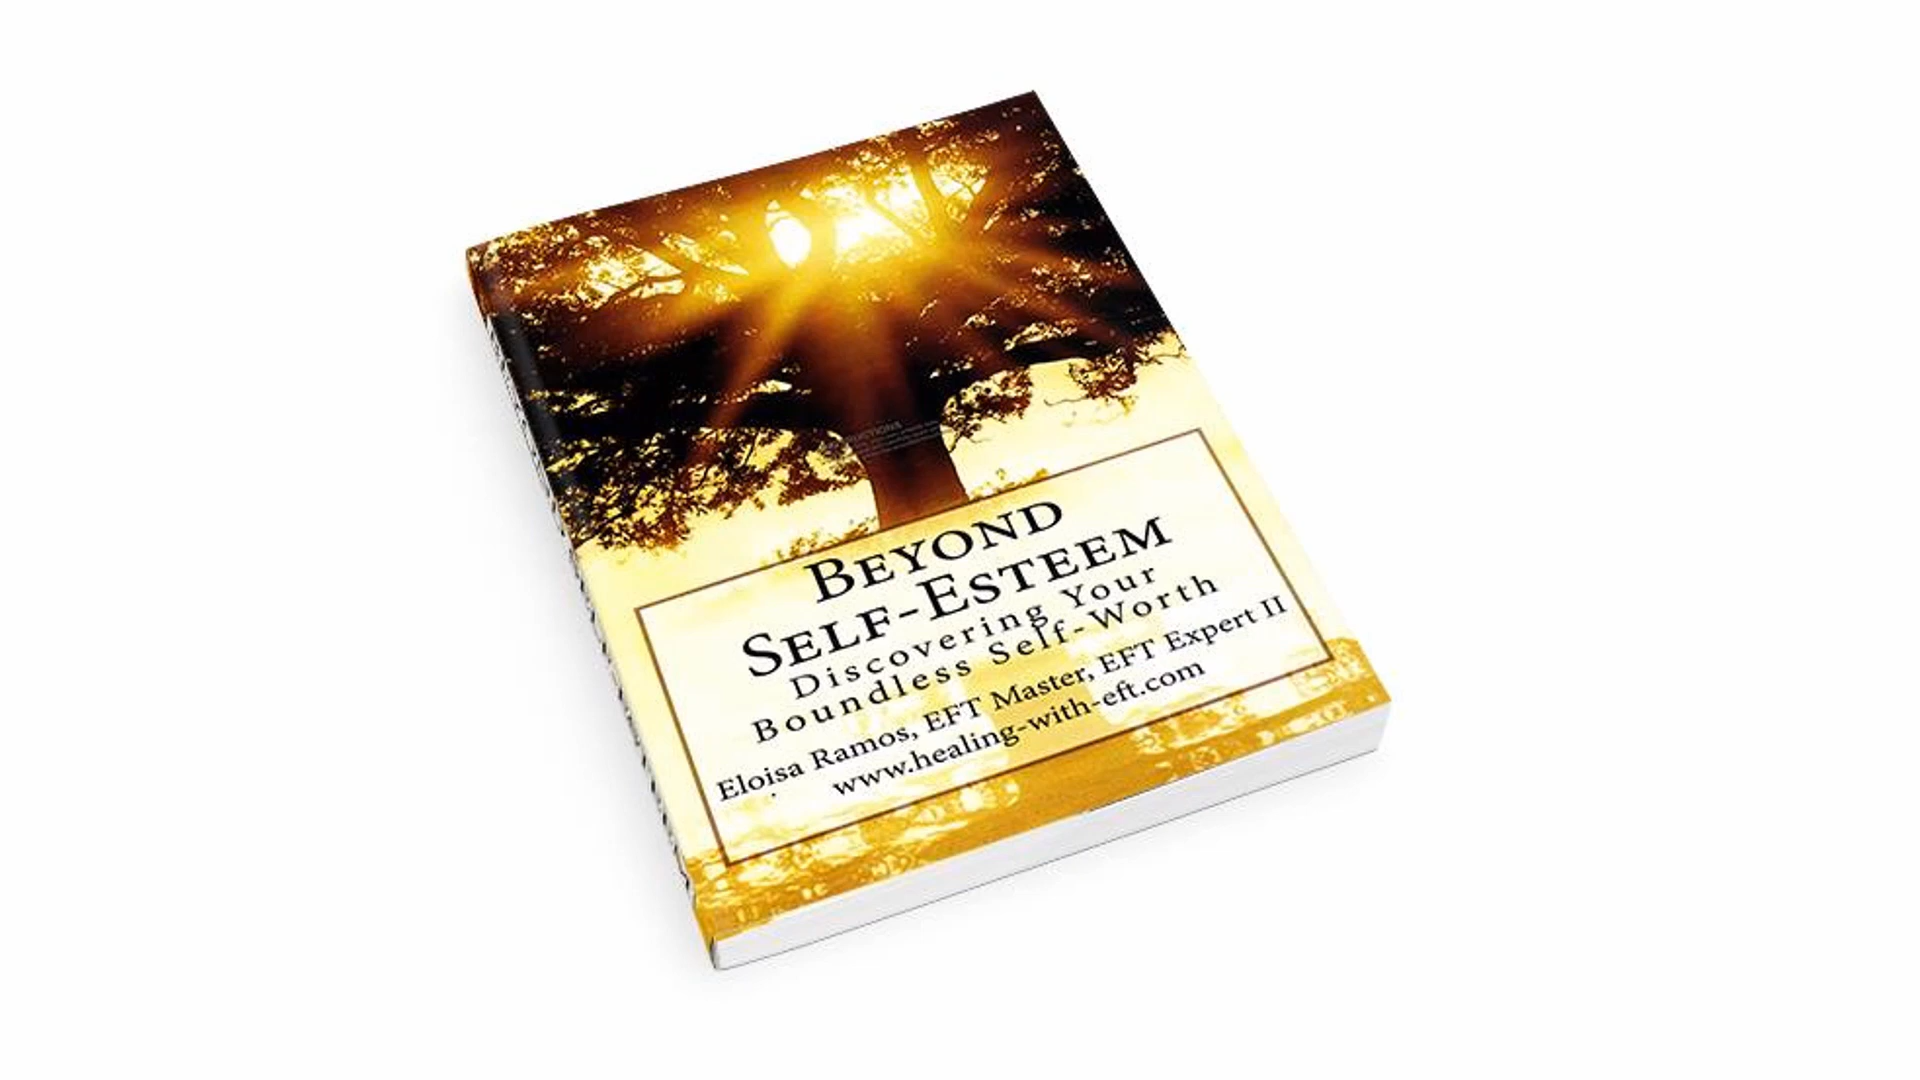 BEYOND
SELF-ESTEEM
Discovering Your
Boundless Self-Worth
Eloisa Ramos, EFT Master, EFT Expert II
www.healing-with-eft.com